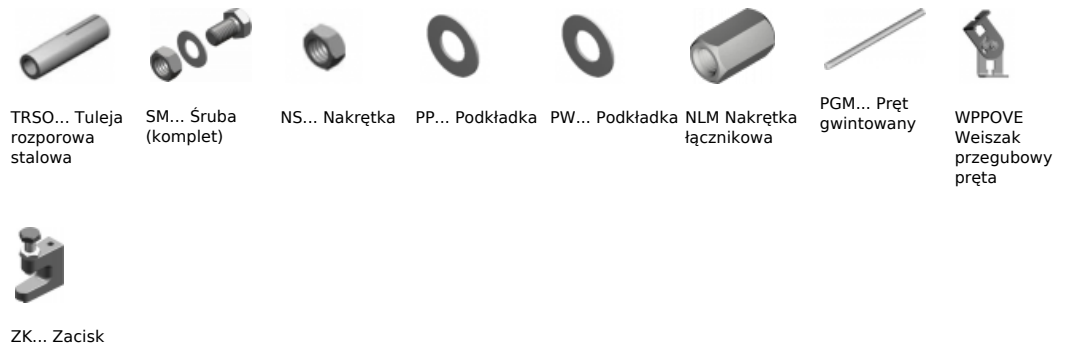 TRSO... Tuleja
rozporowa
stalowa
SM... Śruba
(komplet)
NS... Nakrętka
PP... Podkładka
PW... Podkładka
NLM Nakrętka
łącznikowa
PGM... Pręt
gwintowany
WPPOVE
Weiszak
przegubowy
pręta
ZK... Zacisk